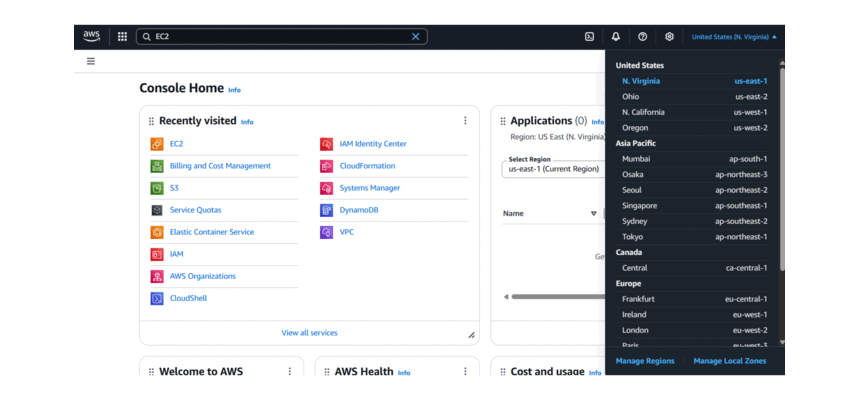 aws
EC2
United States (N. Virginia)
Console Home Info
Recently visited Info
EC2
Billing and Cost Management
S3
Service Quotas
Elastic Container Service
IAM
AWS Organizations
CloudShell
IAM Identity Center
CloudFormation
Systems Manager
DynamoDB
VPC
View all services
Applications (0) Info
Region: US East (N. Virginia)
Select Region
us-east-1 (Current Region)
Name
Ge
United States
N. Virginia us-east-1
Ohio us-east-2
N. California us-west-1
Oregon us-west-2
Asia Pacific
Mumbai ap-south-1
Osaka ap-northeast-3
Seoul ap-northeast-2
Singapore ap-southeast-1
Sydney ap-southeast-2
Tokyo ap-northeast-1
Canada
Central ca-central-1
Europe
Frankfurt eu-central-1
Ireland eu-west-1
London eu-west-2
Paris eu-west-3
Manage Regions Manage Local Zones
Welcome to AWS
AWS Health Info
Cost and usage Info